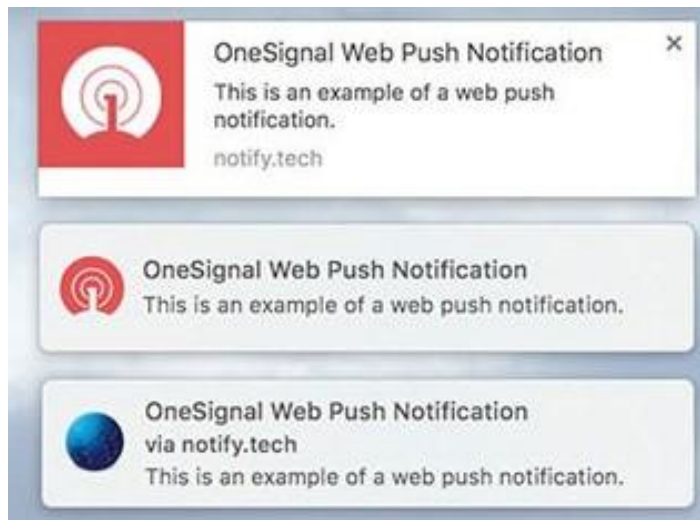 OneSignal Web Push Notification
This is an example of a web push
notification.
notify.tech
OneSignal Web Push Notification
This is an example of a web push notification.
OneSignal Web Push Notification
via notify.tech
This is an example of a web push notification.